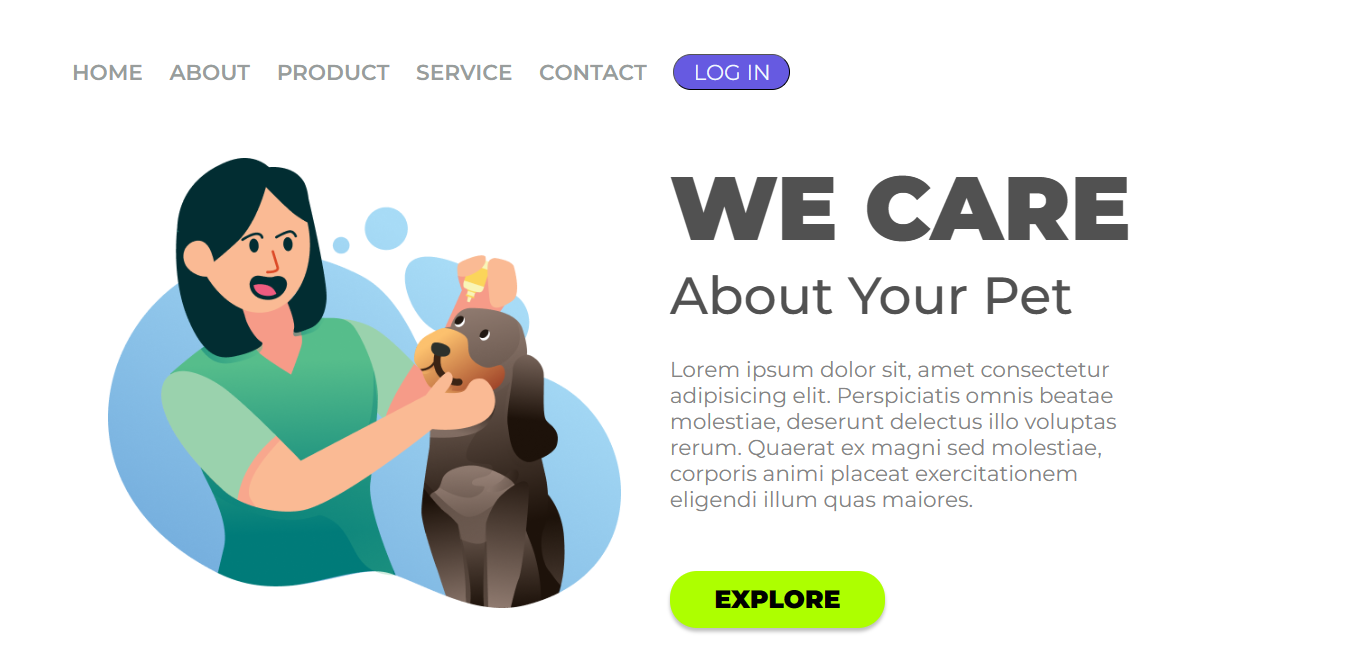 HOME ABOUT PRODUCT SERVICE CONTACT LOG IN
WE CARE
About Your Pet
Lorem ipsum dolor sit, amet consectetur
adipisicing elit. Perspiciatis omnis beatae
molestiae, deserunt delectus illo voluptas
rerum. Quaerat ex magni sed molestiae,
corporis animi placeat exercitationem
eligendi illum quas maiores.
EXPLORE